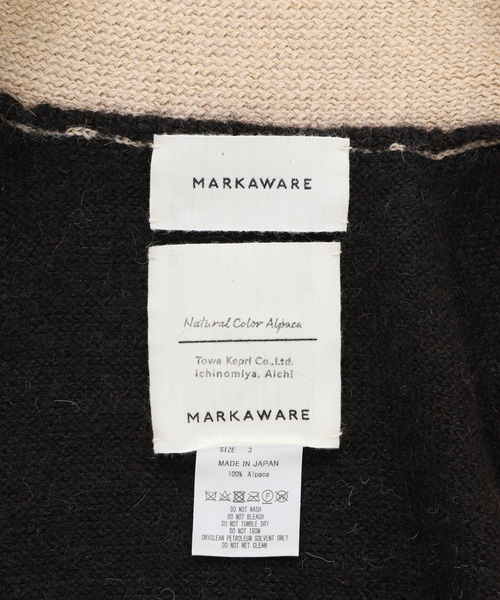 MARKAWARE
Natural Color Alpaca
Towa Kepri Co.,Ltd.
Ichinomiya, Aichi
MARKAWARE
SIZE 3
MADE IN JAPAN
100% Alpaca
DO NOT WASH
DO NOT BLEACH
DO NOT TUMBLE DRY
DO NOT IRON
DRYCLEAN PETROLEUM SOLVENT ONLY
DO NOT WET CLEAN